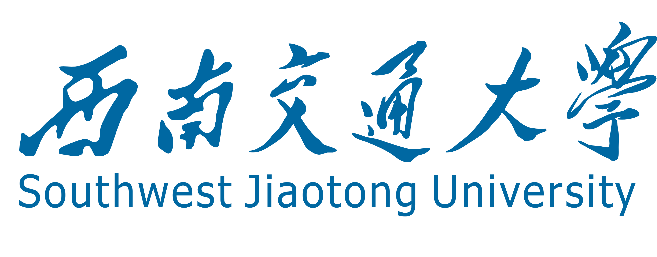 西南交通大學
Southwest Jiaotong University